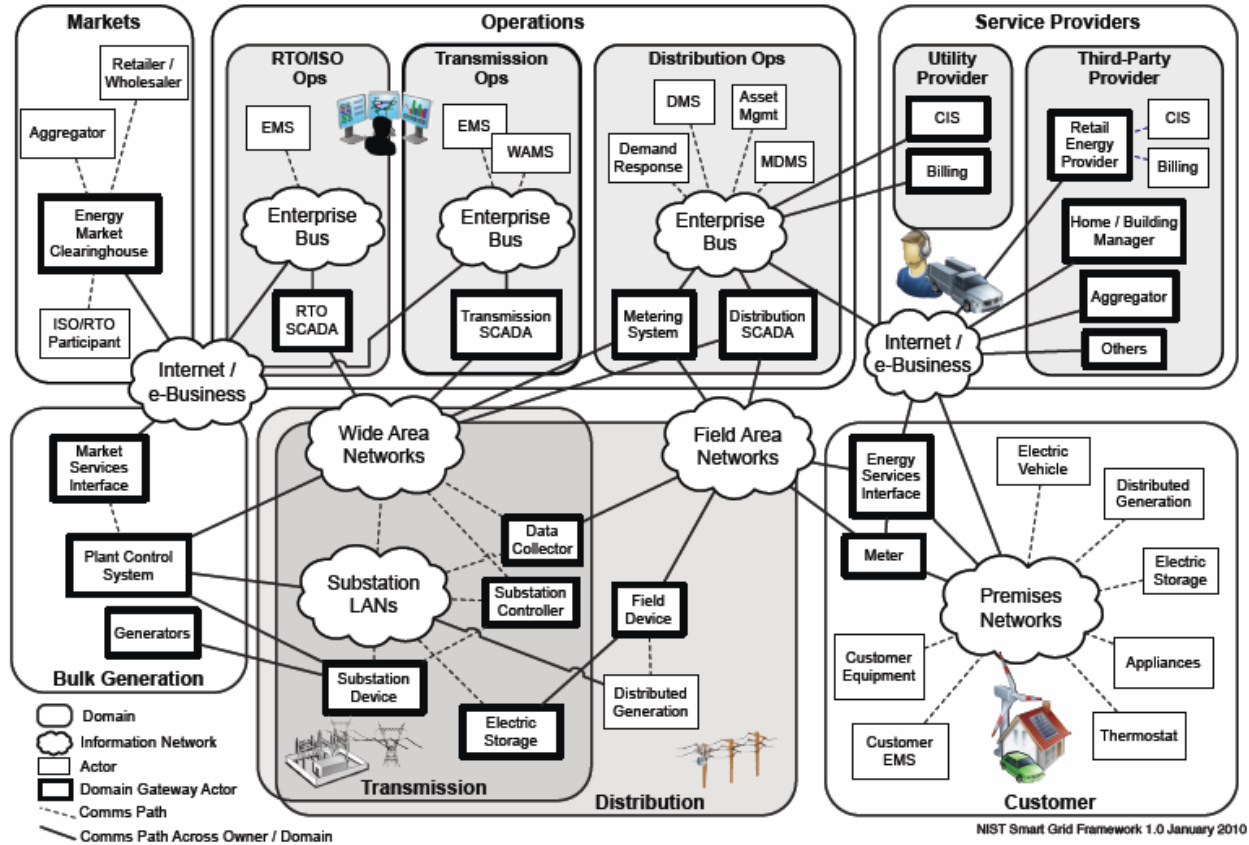 Markets
Operations
Service Providers
RTO/ISO
Ops
Transmission
Ops
Distribution Ops
Utility
Provider
Third-Party
Provider
Retailer /
Wholesaler
Aggregator
Energy
Market
Clearinghouse
ISO/RTO
Participant
EMS
Enterprise
Bus
RTO
SCADA
EMS
WAMS
Enterprise
Bus
Transmission
SCADA
DMS
Asset
Mgmt
Demand
Response
MDMS
Enterprise
Bus
Metering
System
Distribution
SCADA
CIS
Billing
Retail
Energy
Provider
CIS
Billing
Home / Building
Manager
Aggregator
Others
Internet /
e-Business
Internet /
e-Business
Market
Services
Interface
Plant Control
System
Generators
Bulk Generation
Wide Area
Networks
Field Area
Networks
Data
Collector
Substation
LANs
Substation
Controller
Field
Device
Substation
Device
Electric
Storage
Distributed
Generation
Transmission
Distribution
Energy
Services
Interface
Meter
Electric
Vehicle
Distributed
Generation
Electric
Storage
Premises
Networks
Customer
Equipment
Appliances
Customer
EMS
Thermostat
Customer
Domain
Information Network
Actor
Domain Gateway Actor
Comms Path
Comms Path Across Owner / Domain
NIST Smart Grid Framework 1.0 January 2010